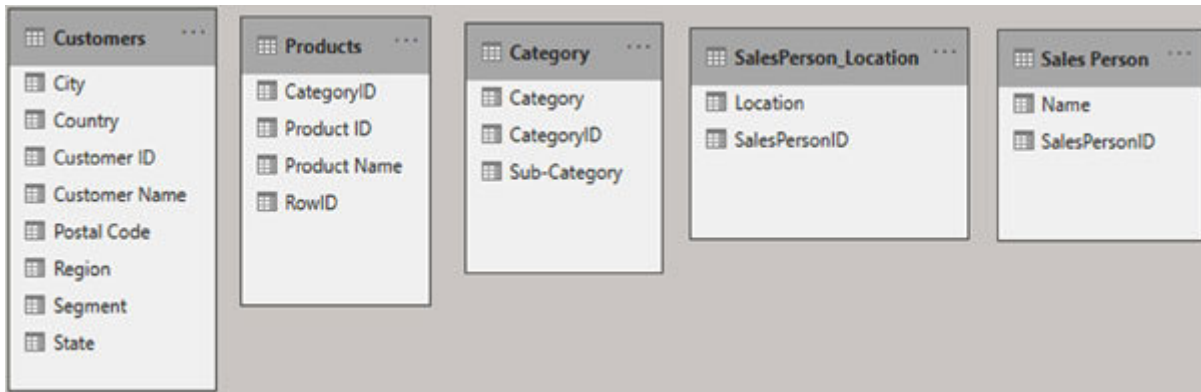 Customers ...
City
Country
Customer ID
Customer Name
Postal Code
Region
Segment
State
Products ...
CategoryID
Product ID
Product Name
RowID
Category ...
Category
CategoryID
Sub-Category
SalesPerson_Location ...
Location
SalesPersonID
Sales Person ...
Name
SalesPersonID